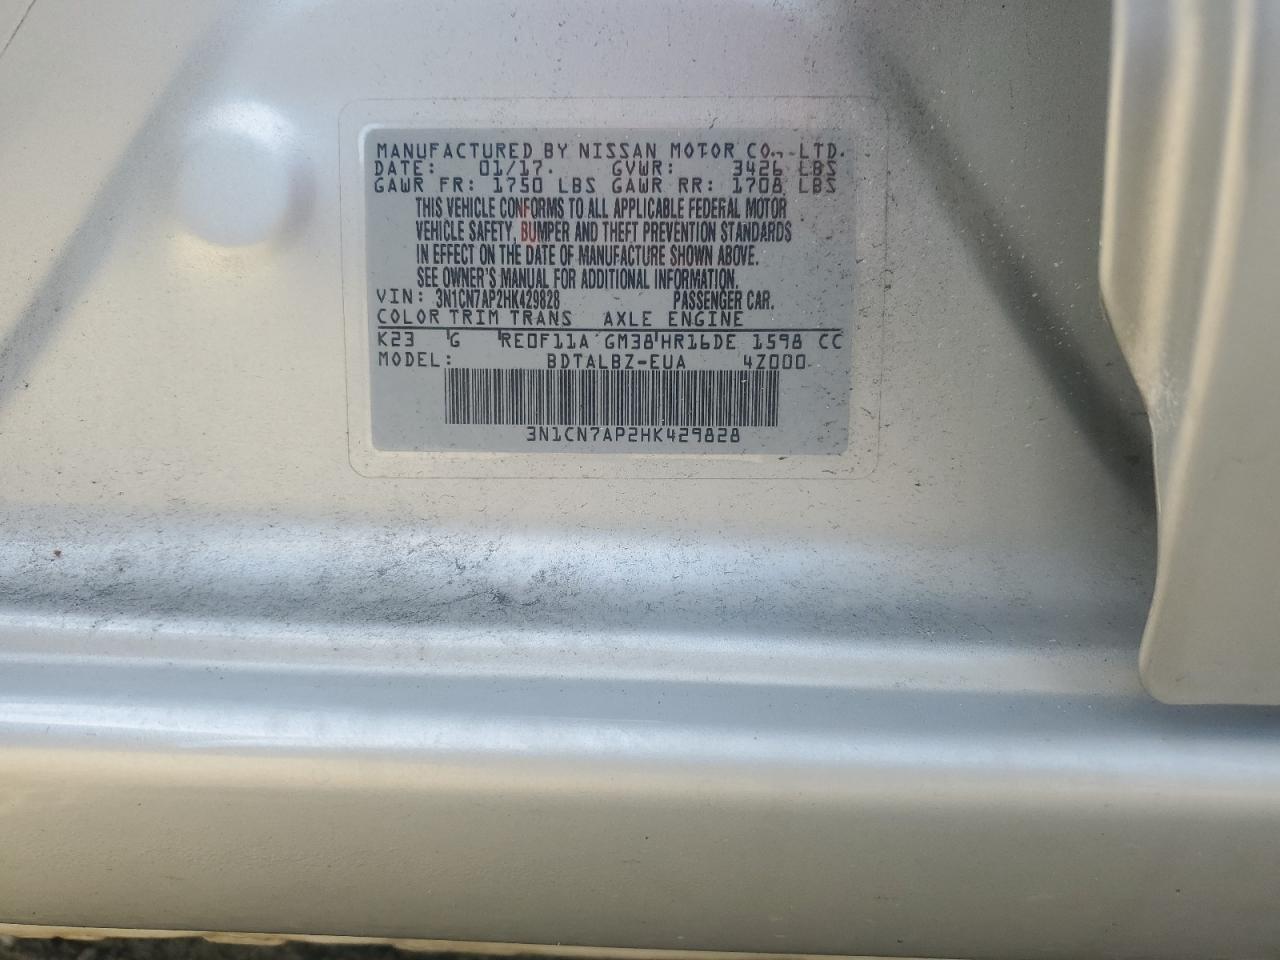 MANUFACTURED BY NISSAN MOTOR CO., LTD.
DATE: 01/17. GVWR: 3426 LBS
GAWR FR: 1750 LBS GAWR RR: 1708 LBS
THIS VEHICLE CONFORMS TO ALL APPLICABLE FEDERAL MOTOR
VEHICLE SAFETY, BUMPER AND THEFT PREVENTION STANDARDS
IN EFFECT ON THE DATE OF MANUFACTURE SHOWN ABOVE.
SEE OWNER'S MANUAL FOR ADDITIONAL INFORMATION.
VIN: 3N1CN7AP2HK429828 PASSENGER CAR.
COLOR TRIM TRANS AXLE ENGINE
K23 G RE0F11A GM38 HR16DE 1598 CC
MODEL: BDTALBZ-EUA 4Z000
3N1CN7AP2HK429828